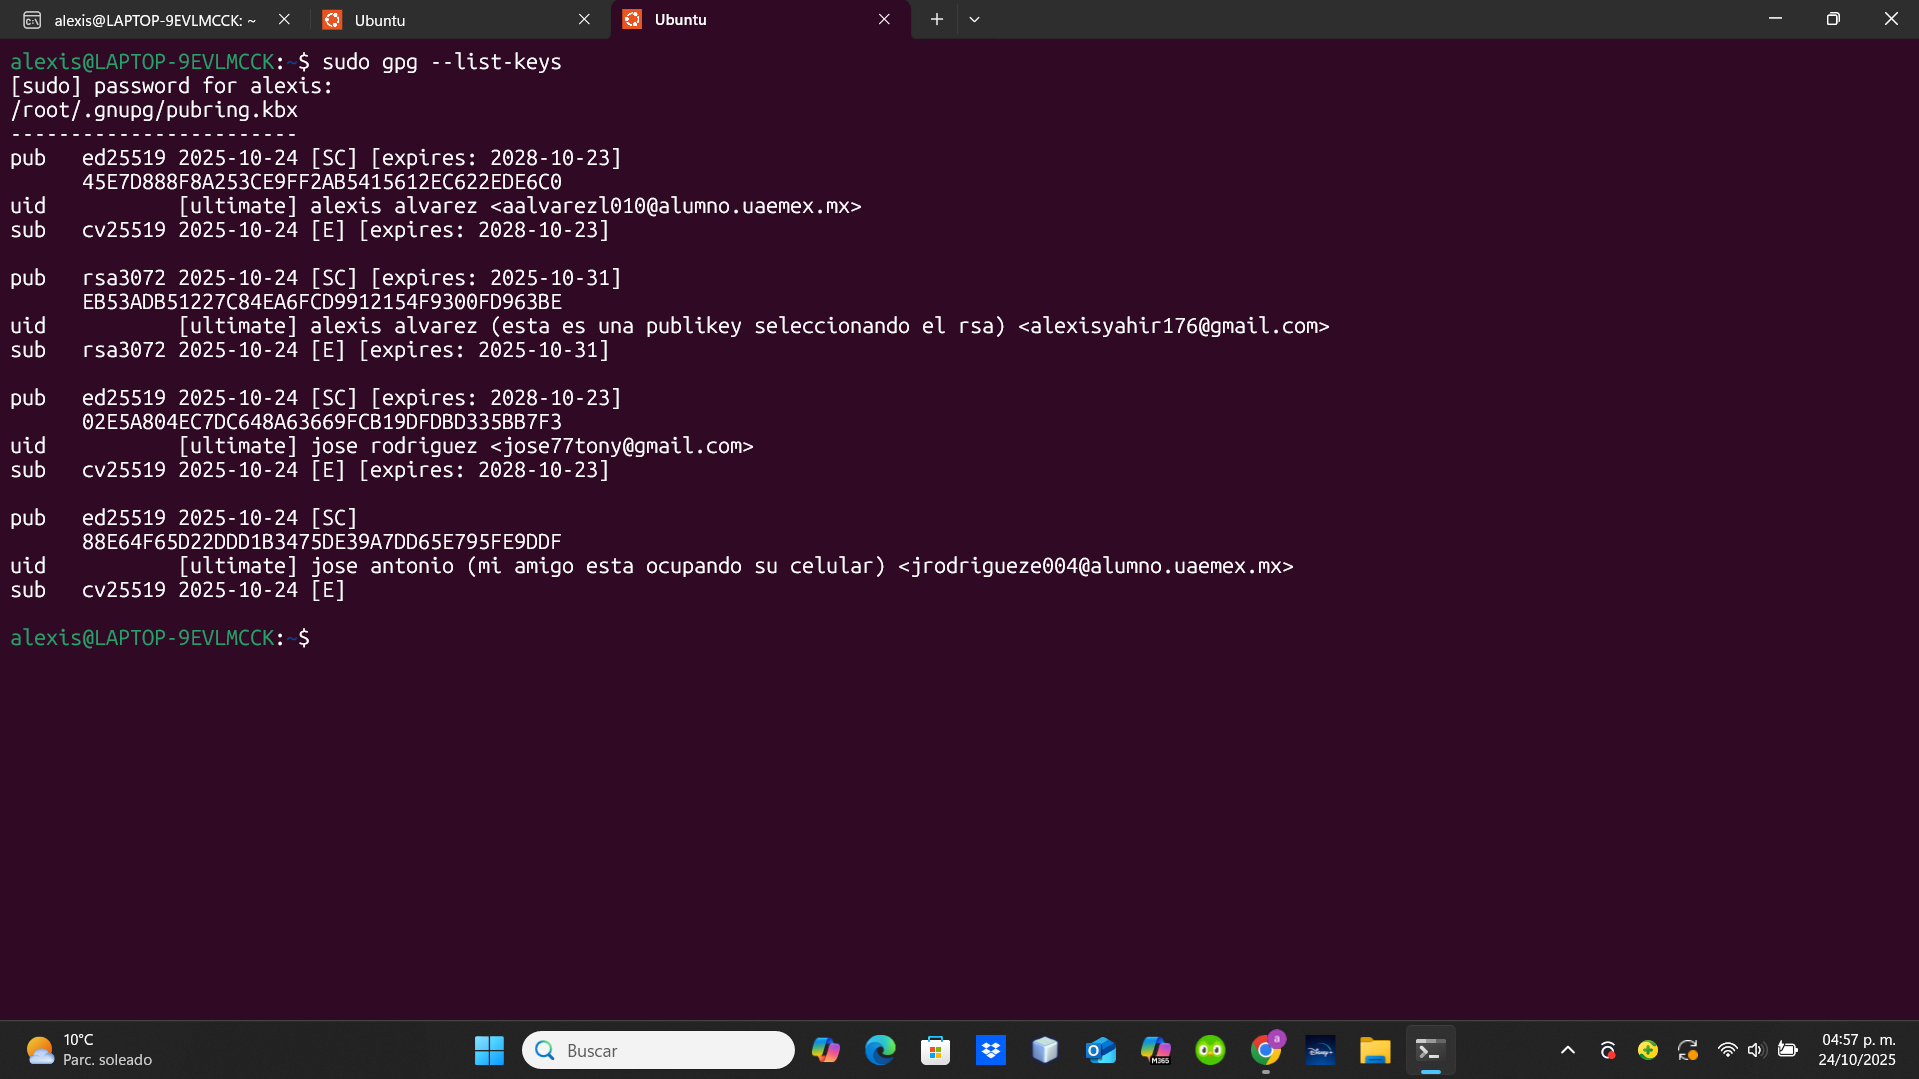 alexis@LAPTOP-9EVLMCCK: ~
Ubuntu
Ubuntu
alexis@LAPTOP-9EVLMCCK:~$ sudo gpg --list-keys
[sudo] password for alexis:
/root/.gnupg/pubring.kbx
------------------------
pub   ed25519 2025-10-24 [SC] [expires: 2028-10-23]
      45E7D888F8A253CE9FF2AB5415612EC622EDE6C0
uid           [ultimate] alexis alvarez <aalvarezl010@alumno.uaemex.mx>
sub   cv25519 2025-10-24 [E] [expires: 2028-10-23]
pub   rsa3072 2025-10-24 [SC] [expires: 2025-10-31]
      EB53ADB51227C84EA6FCD9912154F9300FD963BE
uid           [ultimate] alexis alvarez (esta es una publikey seleccionando el rsa) <alexisyahir176@gmail.com>
sub   rsa3072 2025-10-24 [E] [expires: 2025-10-31]
pub   ed25519 2025-10-24 [SC] [expires: 2028-10-23]
      02E5A804EC7DC648A63669FCB19DFDBD335BB7F3
uid           [ultimate] jose rodriguez <jose77tony@gmail.com>
sub   cv25519 2025-10-24 [E] [expires: 2028-10-23]
pub   ed25519 2025-10-24 [SC]
      88E64F65D22DDD1B3475DE39A7DD65E795FE9DDF
uid           [ultimate] jose antonio (mi amigo esta ocupando su celular) <jrodrigueze004@alumno.uaemex.mx>
sub   cv25519 2025-10-24 [E]
alexis@LAPTOP-9EVLMCCK:~$
10°C
Parc. soleado
Buscar
M365
Disney+
a
04:57 p. m.
24/10/2025